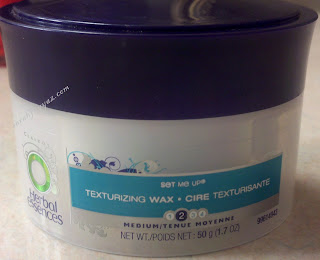 Herbal
Essences
set me up®
TEXTURIZING WAX • CIRE TEXTURISANTE
2
MEDIUM/TENUE MOYENNE
NET WT./POIDS NET: 50 g (1.7 OZ)